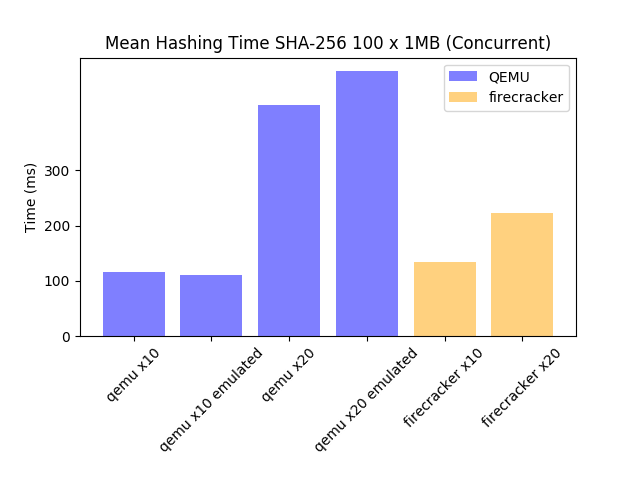 Mean Hashing Time SHA-256 100 x 1MB (Concurrent)
QEMU
firecracker
Time (ms)
300
200
100
0
qemu x10
qemu x10 emulated
qemu x20
qemu x20 emulated
firecracker x10
firecracker x20